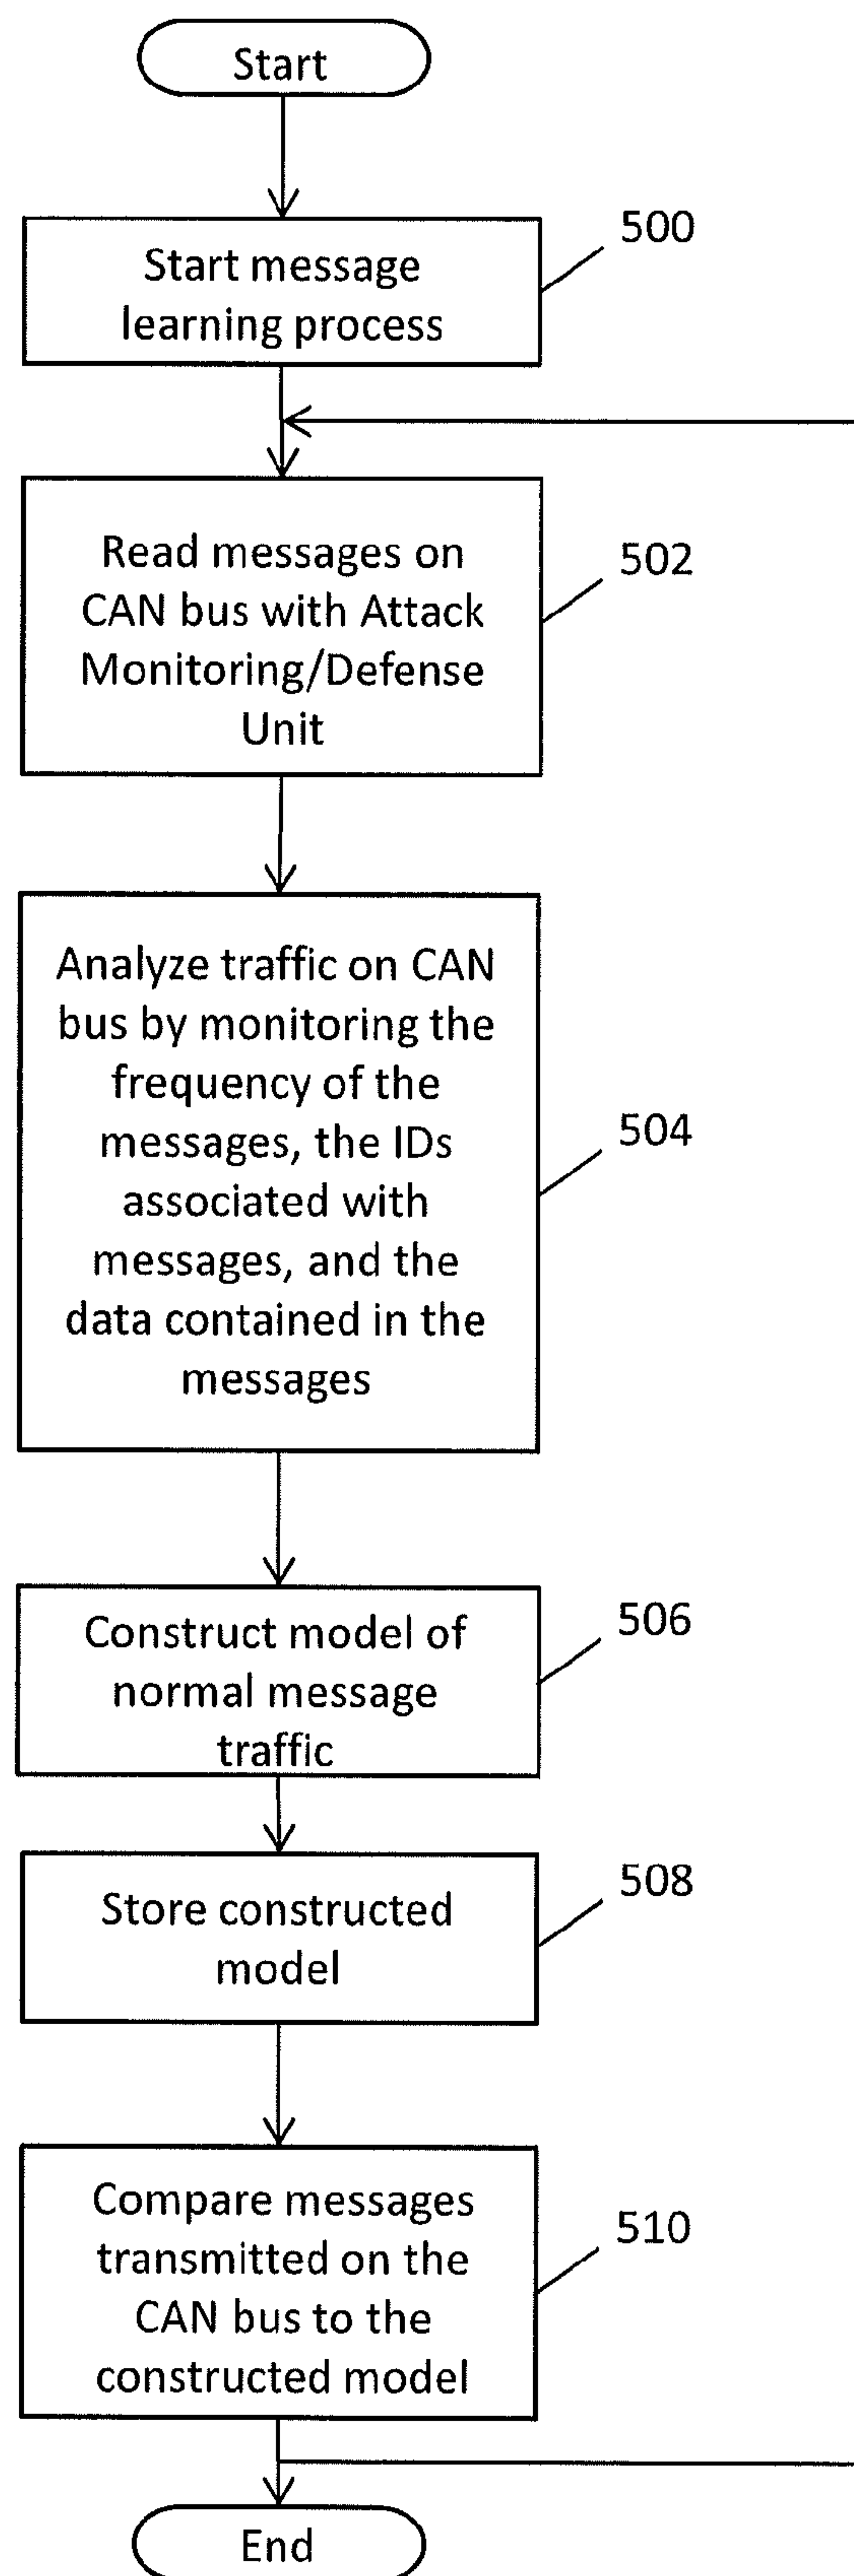 Start
500
Start message
learning process
502
Read messages on
CAN bus with Attack
Monitoring/Defense
Unit
504
Analyze traffic on CAN
bus by monitoring the
frequency of the
messages, the IDs
associated with
messages, and the
data contained in the
messages
506
Construct model of
normal message
traffic
508
Store constructed
model
510
Compare messages
transmitted on the
CAN bus to the
constructed model
End